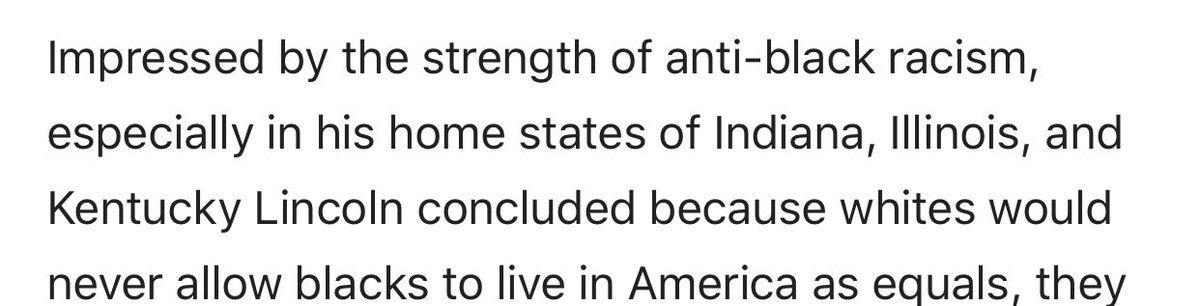 Impressed by the strength of anti-black racism,
especially in his home states of Indiana, Illinois, and
Kentucky Lincoln concluded because whites would
never allow blacks to live in America as equals, they